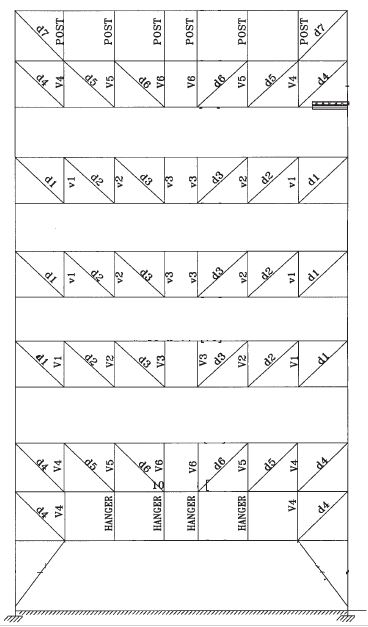 d7 POST POST POST POST POST POST d7
d4 V4 d5 V5 d6 V6 V6 d6 V5 d5 V4 d4
d1 v1 d2 v2 d3 v3 v3 d3 v2 d2 v1 d1
d1 v1 d2 v2 d3 v3 v3 d3 v2 d2 v1 d1
d1 V1 d2 V2 d3 V3 V3 d3 V2 d2 V1 d1
d4 V4 d5 V5 d6 V6 V6 d6 V5 d5 V4 d4
10
d4 V4 HANGER HANGER HANGER HANGER V4 d4